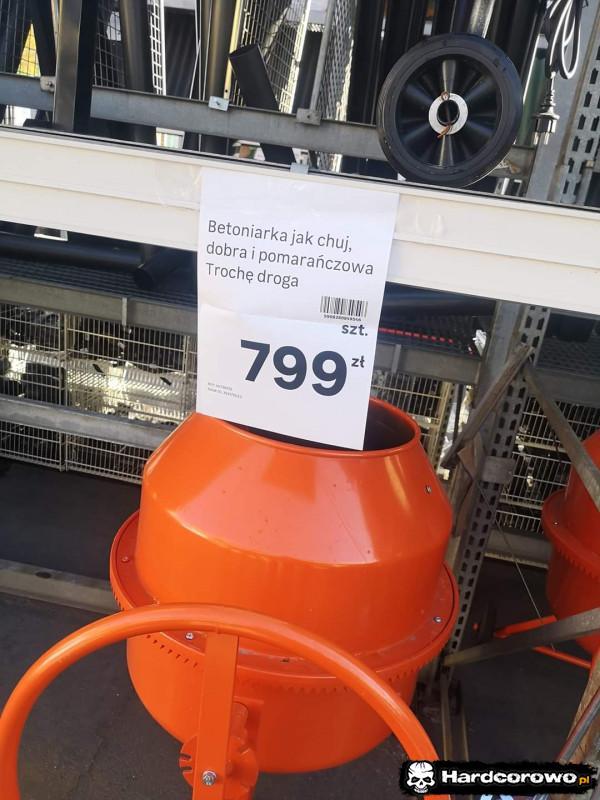 Betoniarka jak chuj,
dobra i pomarańczowa
Trochę droga
szt.
799 zł
Hardcorowo.pl